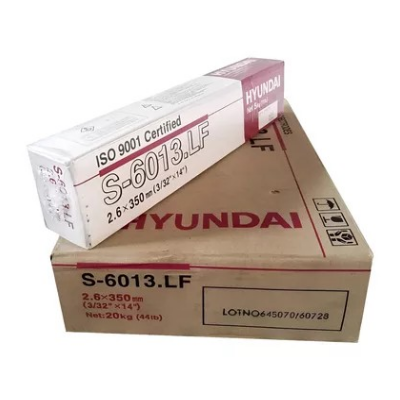 HYUNDAI
ISO 9001 Certified
S-6013.LF
2.6×350mm (3/32"×14")
HYUNDAI
S-6013.LF
2.6×350mm
(3/32"×14")
Net:20kg (44lb)
LOTNO645070/60728